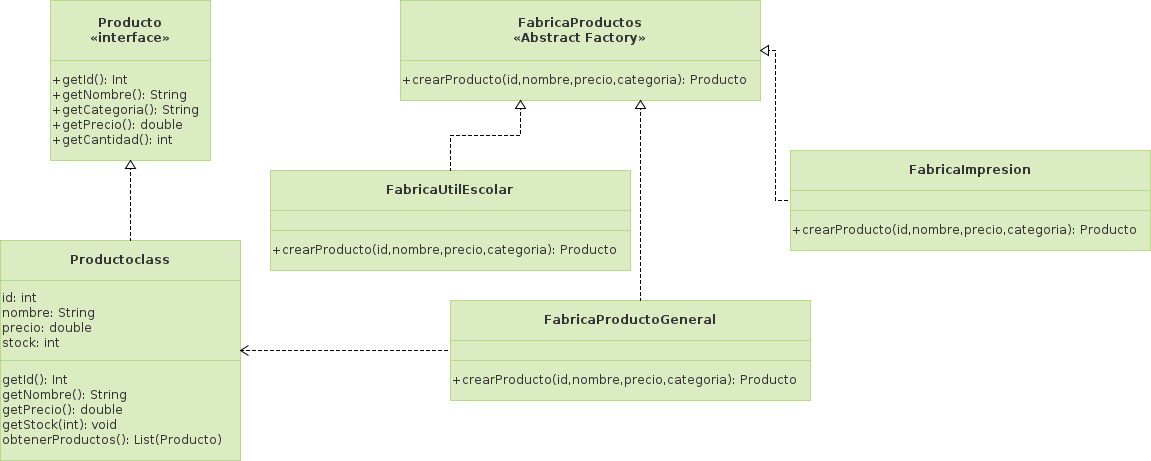 Producto
«interface»
+getId(): Int
+getNombre(): String
+getCategoria(): String
+getPrecio(): double
+getCantidad(): int
FabricaProductos
«Abstract Factory»
+crearProducto(id,nombre,precio,categoria): Producto
FabricaUtilEscolar
+crearProducto(id,nombre,precio,categoria): Producto
FabricaImpresion
+crearProducto(id,nombre,precio,categoria): Producto
Productoclass
id: int
nombre: String
precio: double
stock: int
getId(): Int
getNombre(): String
getPrecio(): double
getStock(int): void
obtenerProductos(): List(Producto)
FabricaProductoGeneral
+crearProducto(id,nombre,precio,categoria): Producto